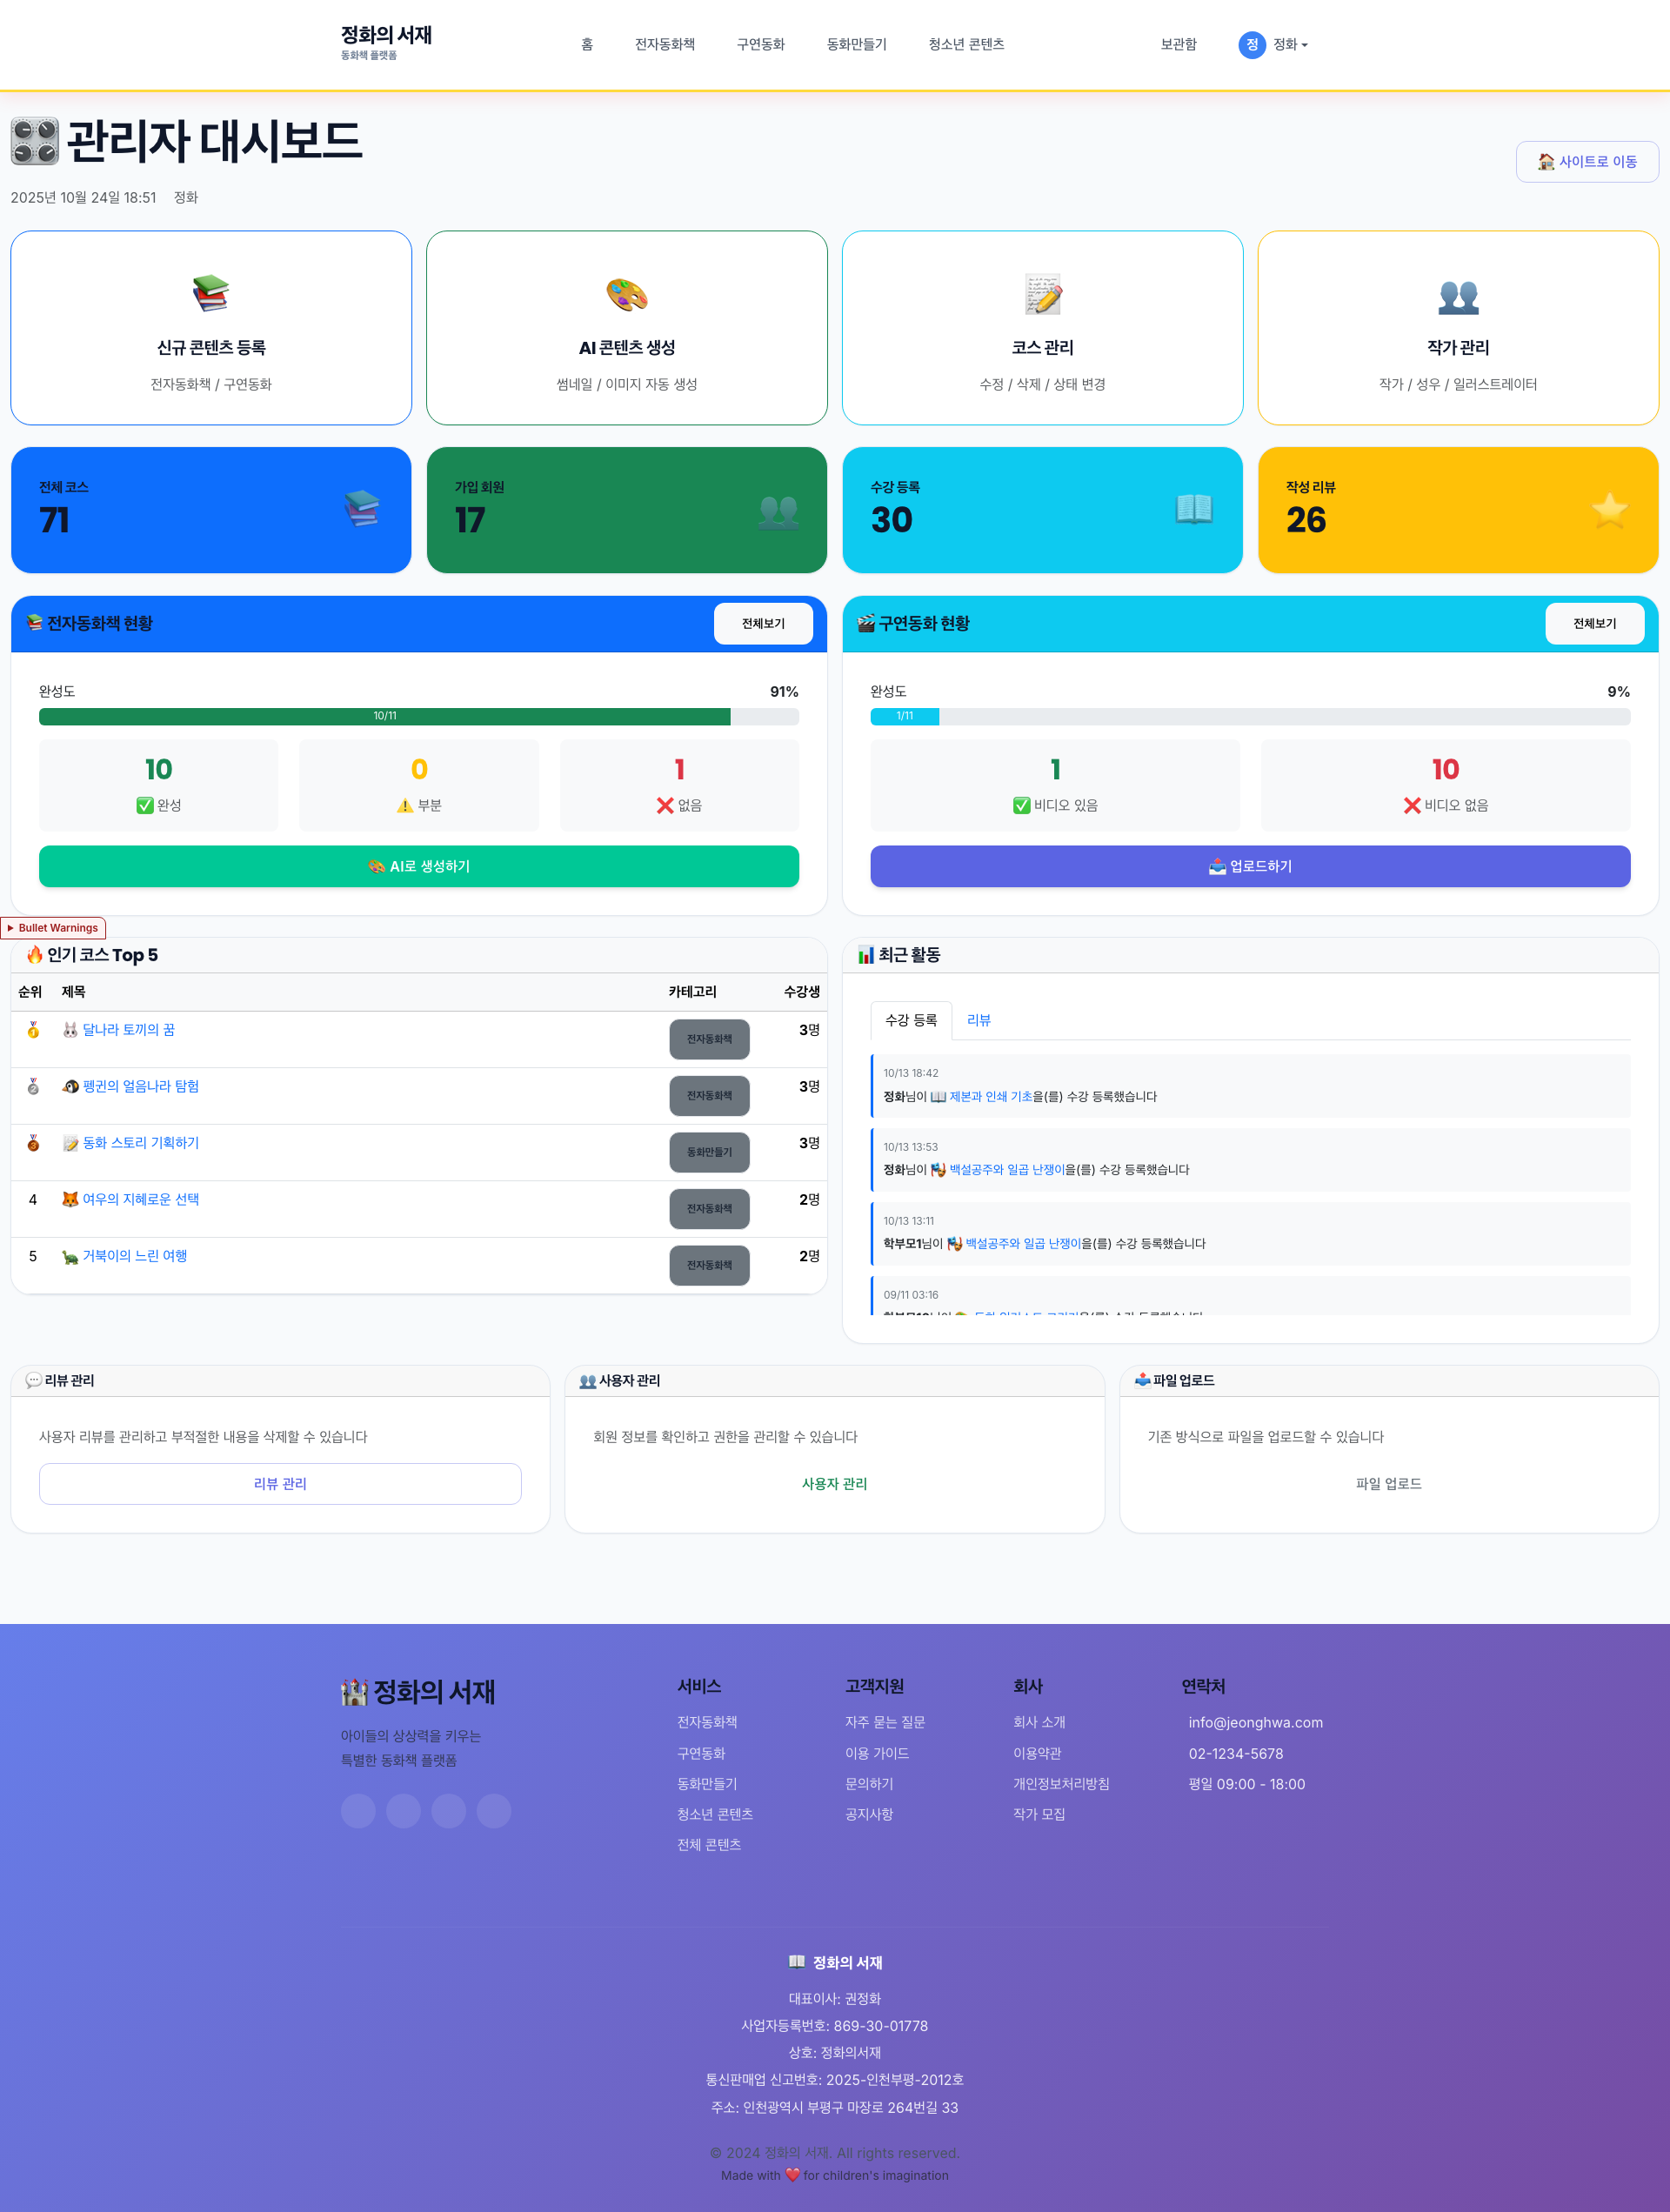 정화의 서재
동화책 플랫폼
홈 전자동화책 구연동화 동화만들기 청소년 콘텐츠 보관함 정 정화
관리자 대시보드
사이트로 이동
2025년 10월 24일 18:51 정화
신규 콘텐츠 등록
전자동화책 / 구연동화
AI 콘텐츠 생성
썸네일 / 이미지 자동 생성
코스 관리
수정 / 삭제 / 상태 변경
작가 관리
작가 / 성우 / 일러스트레이터
전체 코스
71
가입 회원
17
수강 등록
30
작성 리뷰
26
전자동화책 현황 전체보기
완성도 91%
10/11
10
완성
0
부분
1
없음
AI로 생성하기
구연동화 현황 전체보기
완성도 9%
1/11
1
비디오 있음
10
비디오 없음
업로드하기
Bullet Warnings
인기 코스 Top 5
순위 제목 카테고리 수강생
달나라 토끼의 꿈 전자동화책 3명
펭귄의 얼음나라 탐험 전자동화책 3명
동화 스토리 기획하기 동화만들기 3명
4 여우의 지혜로운 선택 전자동화책 2명
5 거북이의 느린 여행 전자동화책 2명
최근 활동
수강 등록 리뷰
10/13 18:42
정화님이 제본과 인쇄 기초을(를) 수강 등록했습니다
10/13 13:53
정화님이 백설공주와 일곱 난쟁이을(를) 수강 등록했습니다
10/13 13:11
학부모1님이 백설공주와 일곱 난쟁이을(를) 수강 등록했습니다
09/11 03:16
리뷰 관리
사용자 리뷰를 관리하고 부적절한 내용을 삭제할 수 있습니다
리뷰 관리
사용자 관리
회원 정보를 확인하고 권한을 관리할 수 있습니다
사용자 관리
파일 업로드
기존 방식으로 파일을 업로드할 수 있습니다
파일 업로드
정화의 서재
아이들의 상상력을 키우는
특별한 동화책 플랫폼
서비스
전자동화책
구연동화
동화만들기
청소년 콘텐츠
전체 콘텐츠
고객지원
자주 묻는 질문
이용 가이드
문의하기
공지사항
회사
회사 소개
이용약관
개인정보처리방침
작가 모집
연락처
info@jeonghwa.com
02-1234-5678
평일 09:00 - 18:00
정화의 서재
대표이사: 권정화
사업자등록번호: 869-30-01778
상호: 정화의서재
통신판매업 신고번호: 2025-인천부평-2012호
주소: 인천광역시 부평구 마장로 264번길 33
© 2024 정화의 서재. All rights reserved.
Made with ❤️ for children's imagination